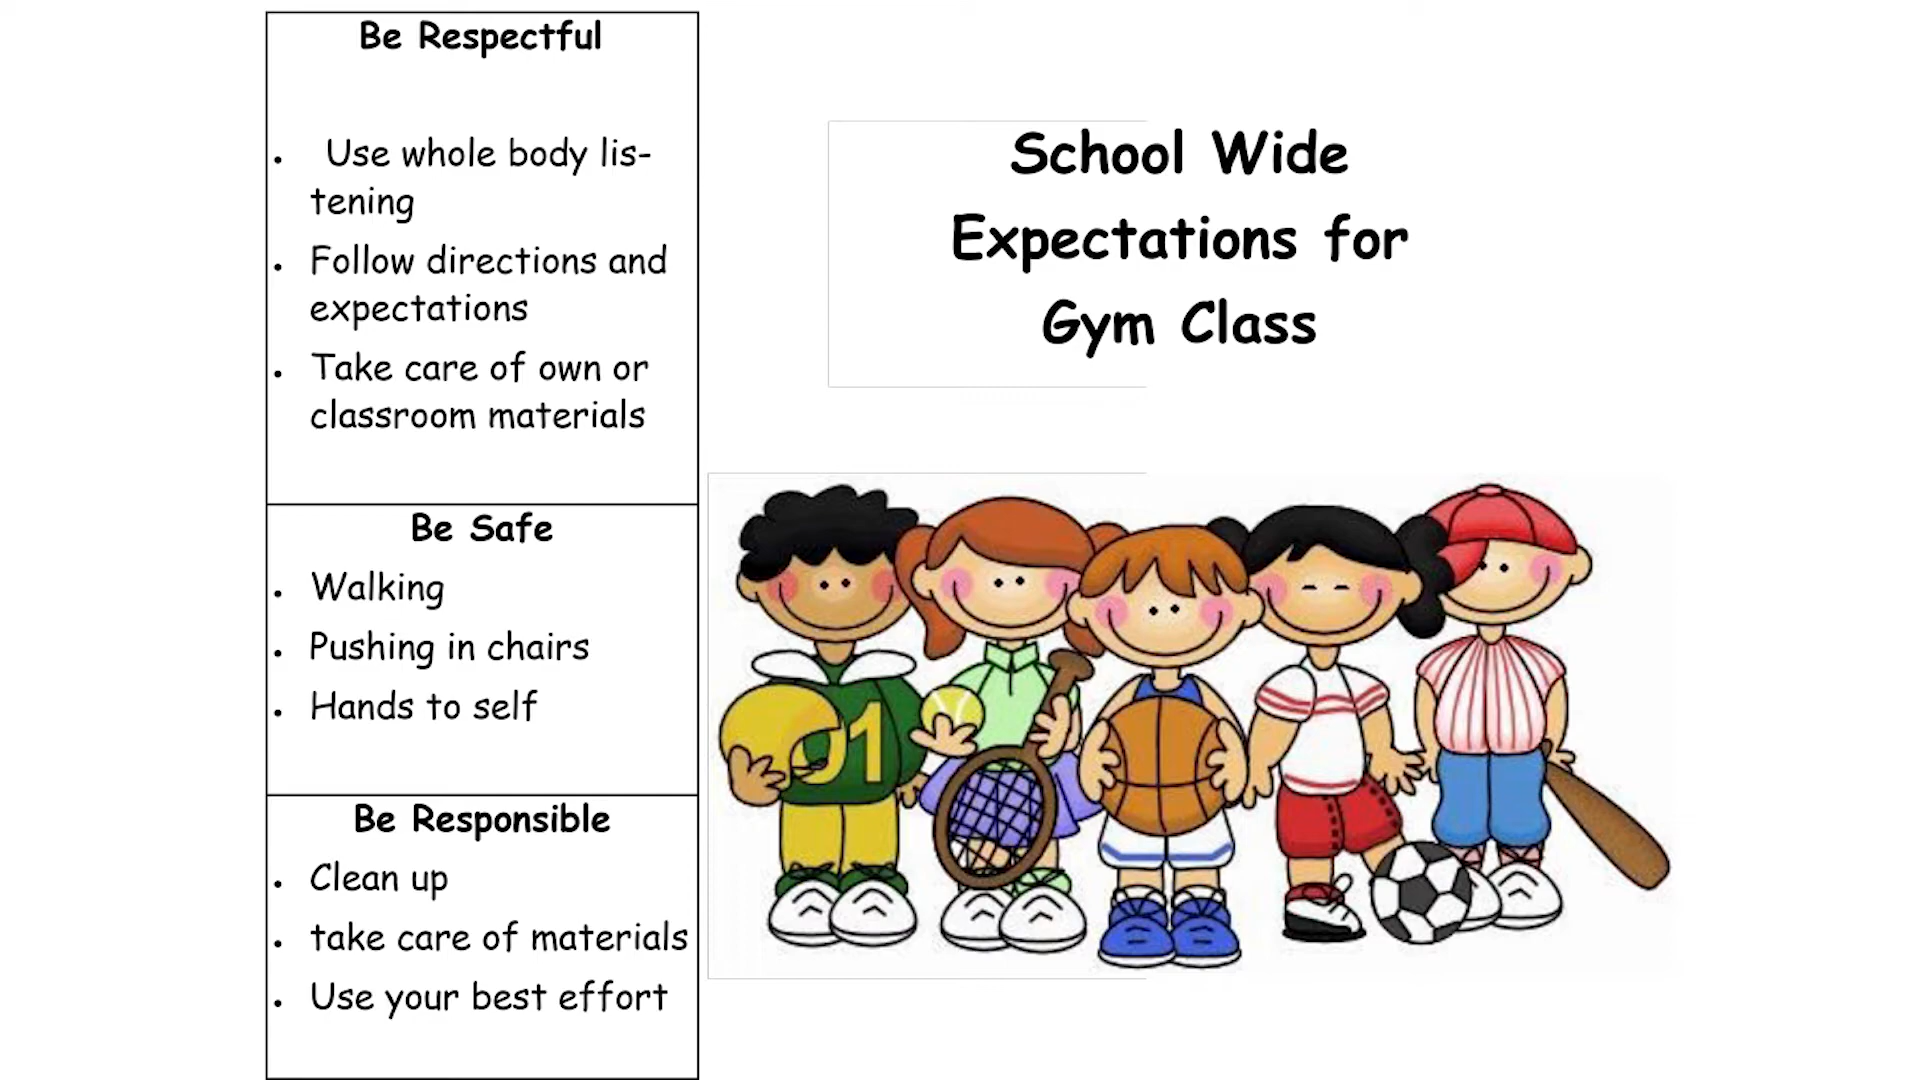 Be Respectful
• Use whole body lis-
tening
• Follow directions and
expectations
• Take care of own or
classroom materials
Be Safe
• Walking
• Pushing in chairs
• Hands to self
Be Responsible
• Clean up
• take care of materials
• Use your best effort
School Wide
Expectations for
Gym Class
01